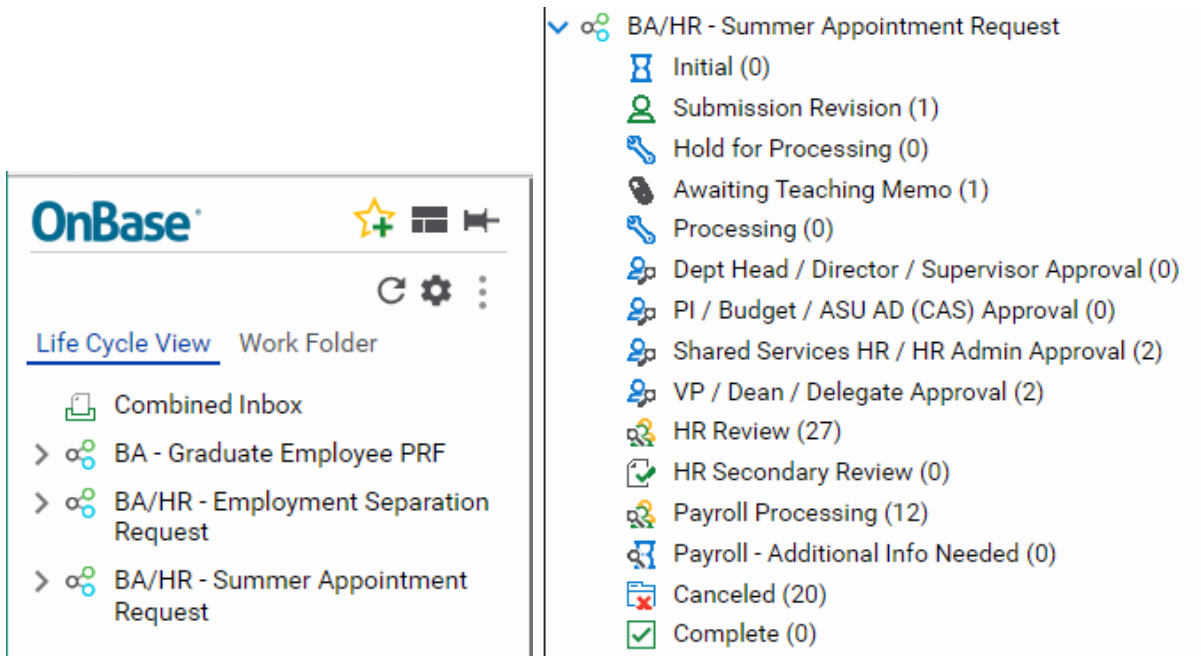 OnBase
Life Cycle View Work Folder
Combined Inbox
BA - Graduate Employee PRF
BA/HR - Employment Separation
Request
BA/HR - Summer Appointment
Request
BA/HR - Summer Appointment Request
Initial (0)
Submission Revision (1)
Hold for Processing (0)
Awaiting Teaching Memo (1)
Processing (0)
Dept Head / Director / Supervisor Approval (0)
PI / Budget / ASU AD (CAS) Approval (0)
Shared Services HR / HR Admin Approval (2)
VP / Dean / Delegate Approval (2)
HR Review (27)
HR Secondary Review (0)
Payroll Processing (12)
Payroll - Additional Info Needed (0)
Canceled (20)
Complete (0)